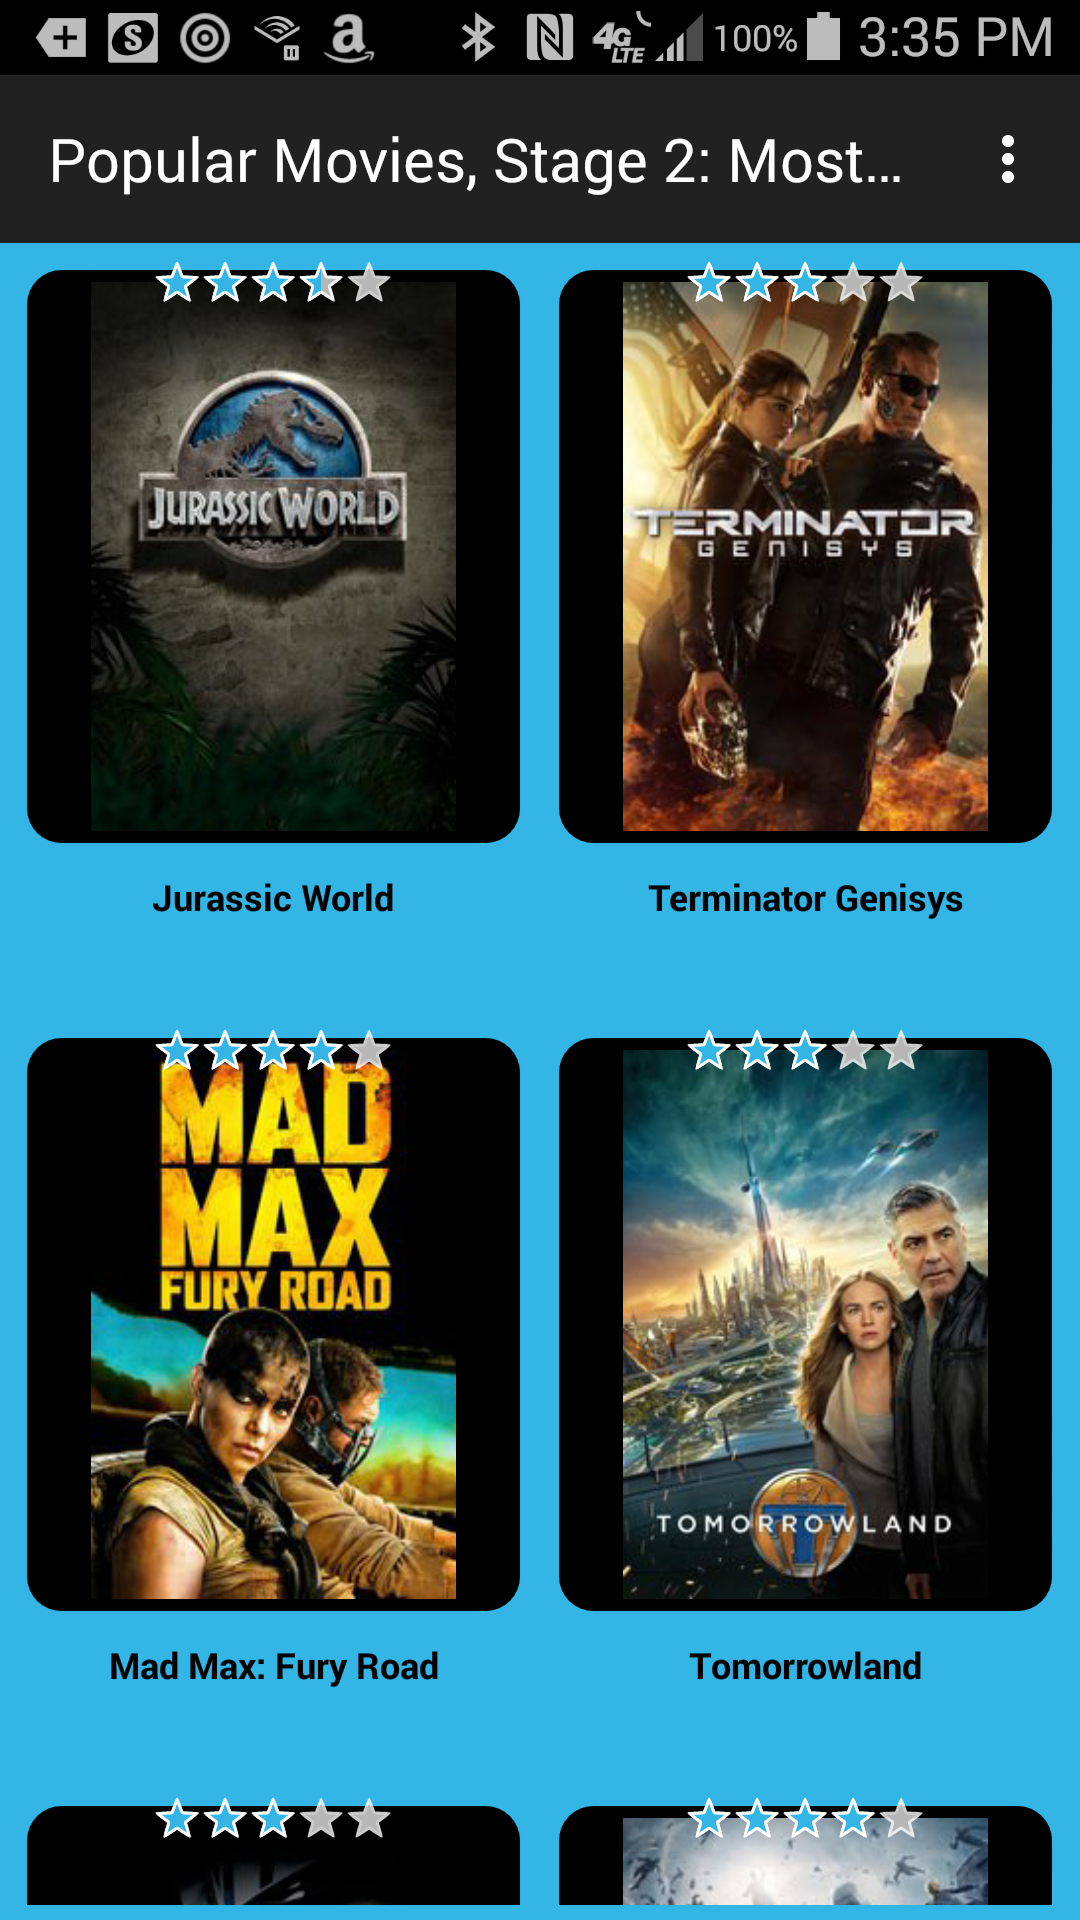 4G LTE 100% 3:35 PM
Popular Movies, Stage 2: Most...
JURASSIC WORLD
TERMINATOR
GENISYS
Jurassic World
Terminator Genisys
MAD
MAX
FURY ROAD
TOMORROWLAND
Mad Max: Fury Road
Tomorrowland